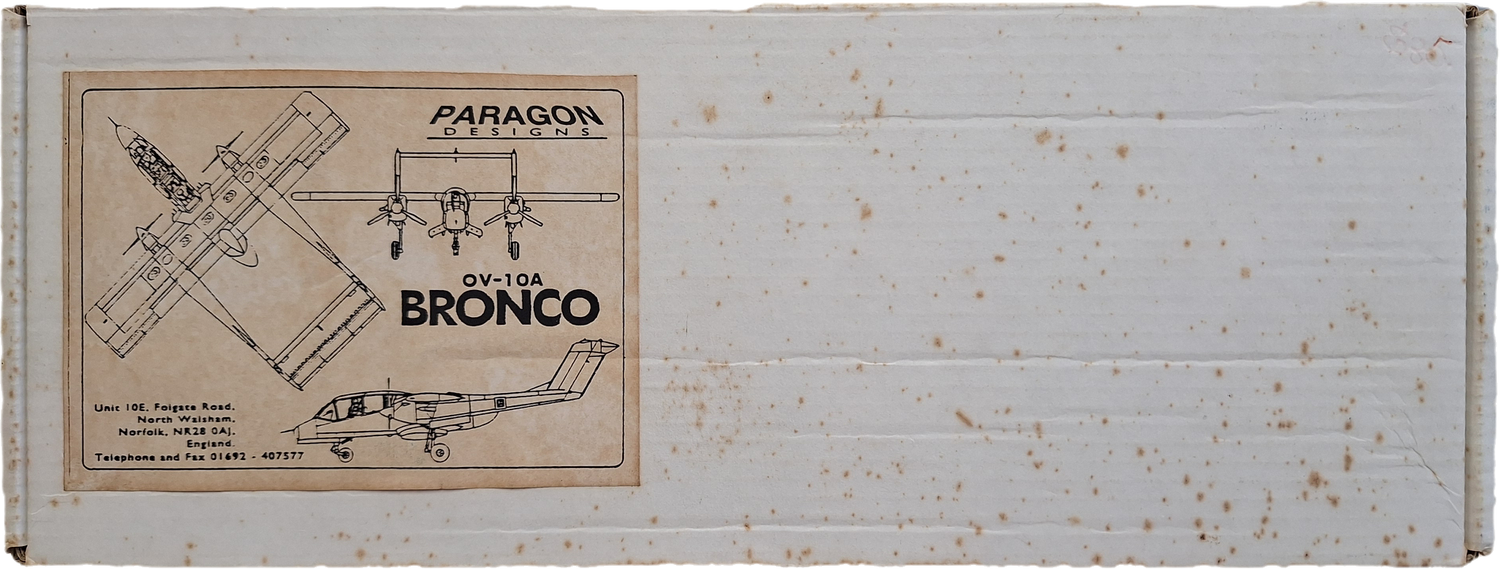 PARAGON
DESIGNS
OV-10A
BRONCO
Unit 10E, Folgate Road,
North Walsham,
Norfolk, NR28 0AJ,
England.
Telephone and Fax 01692 - 407577